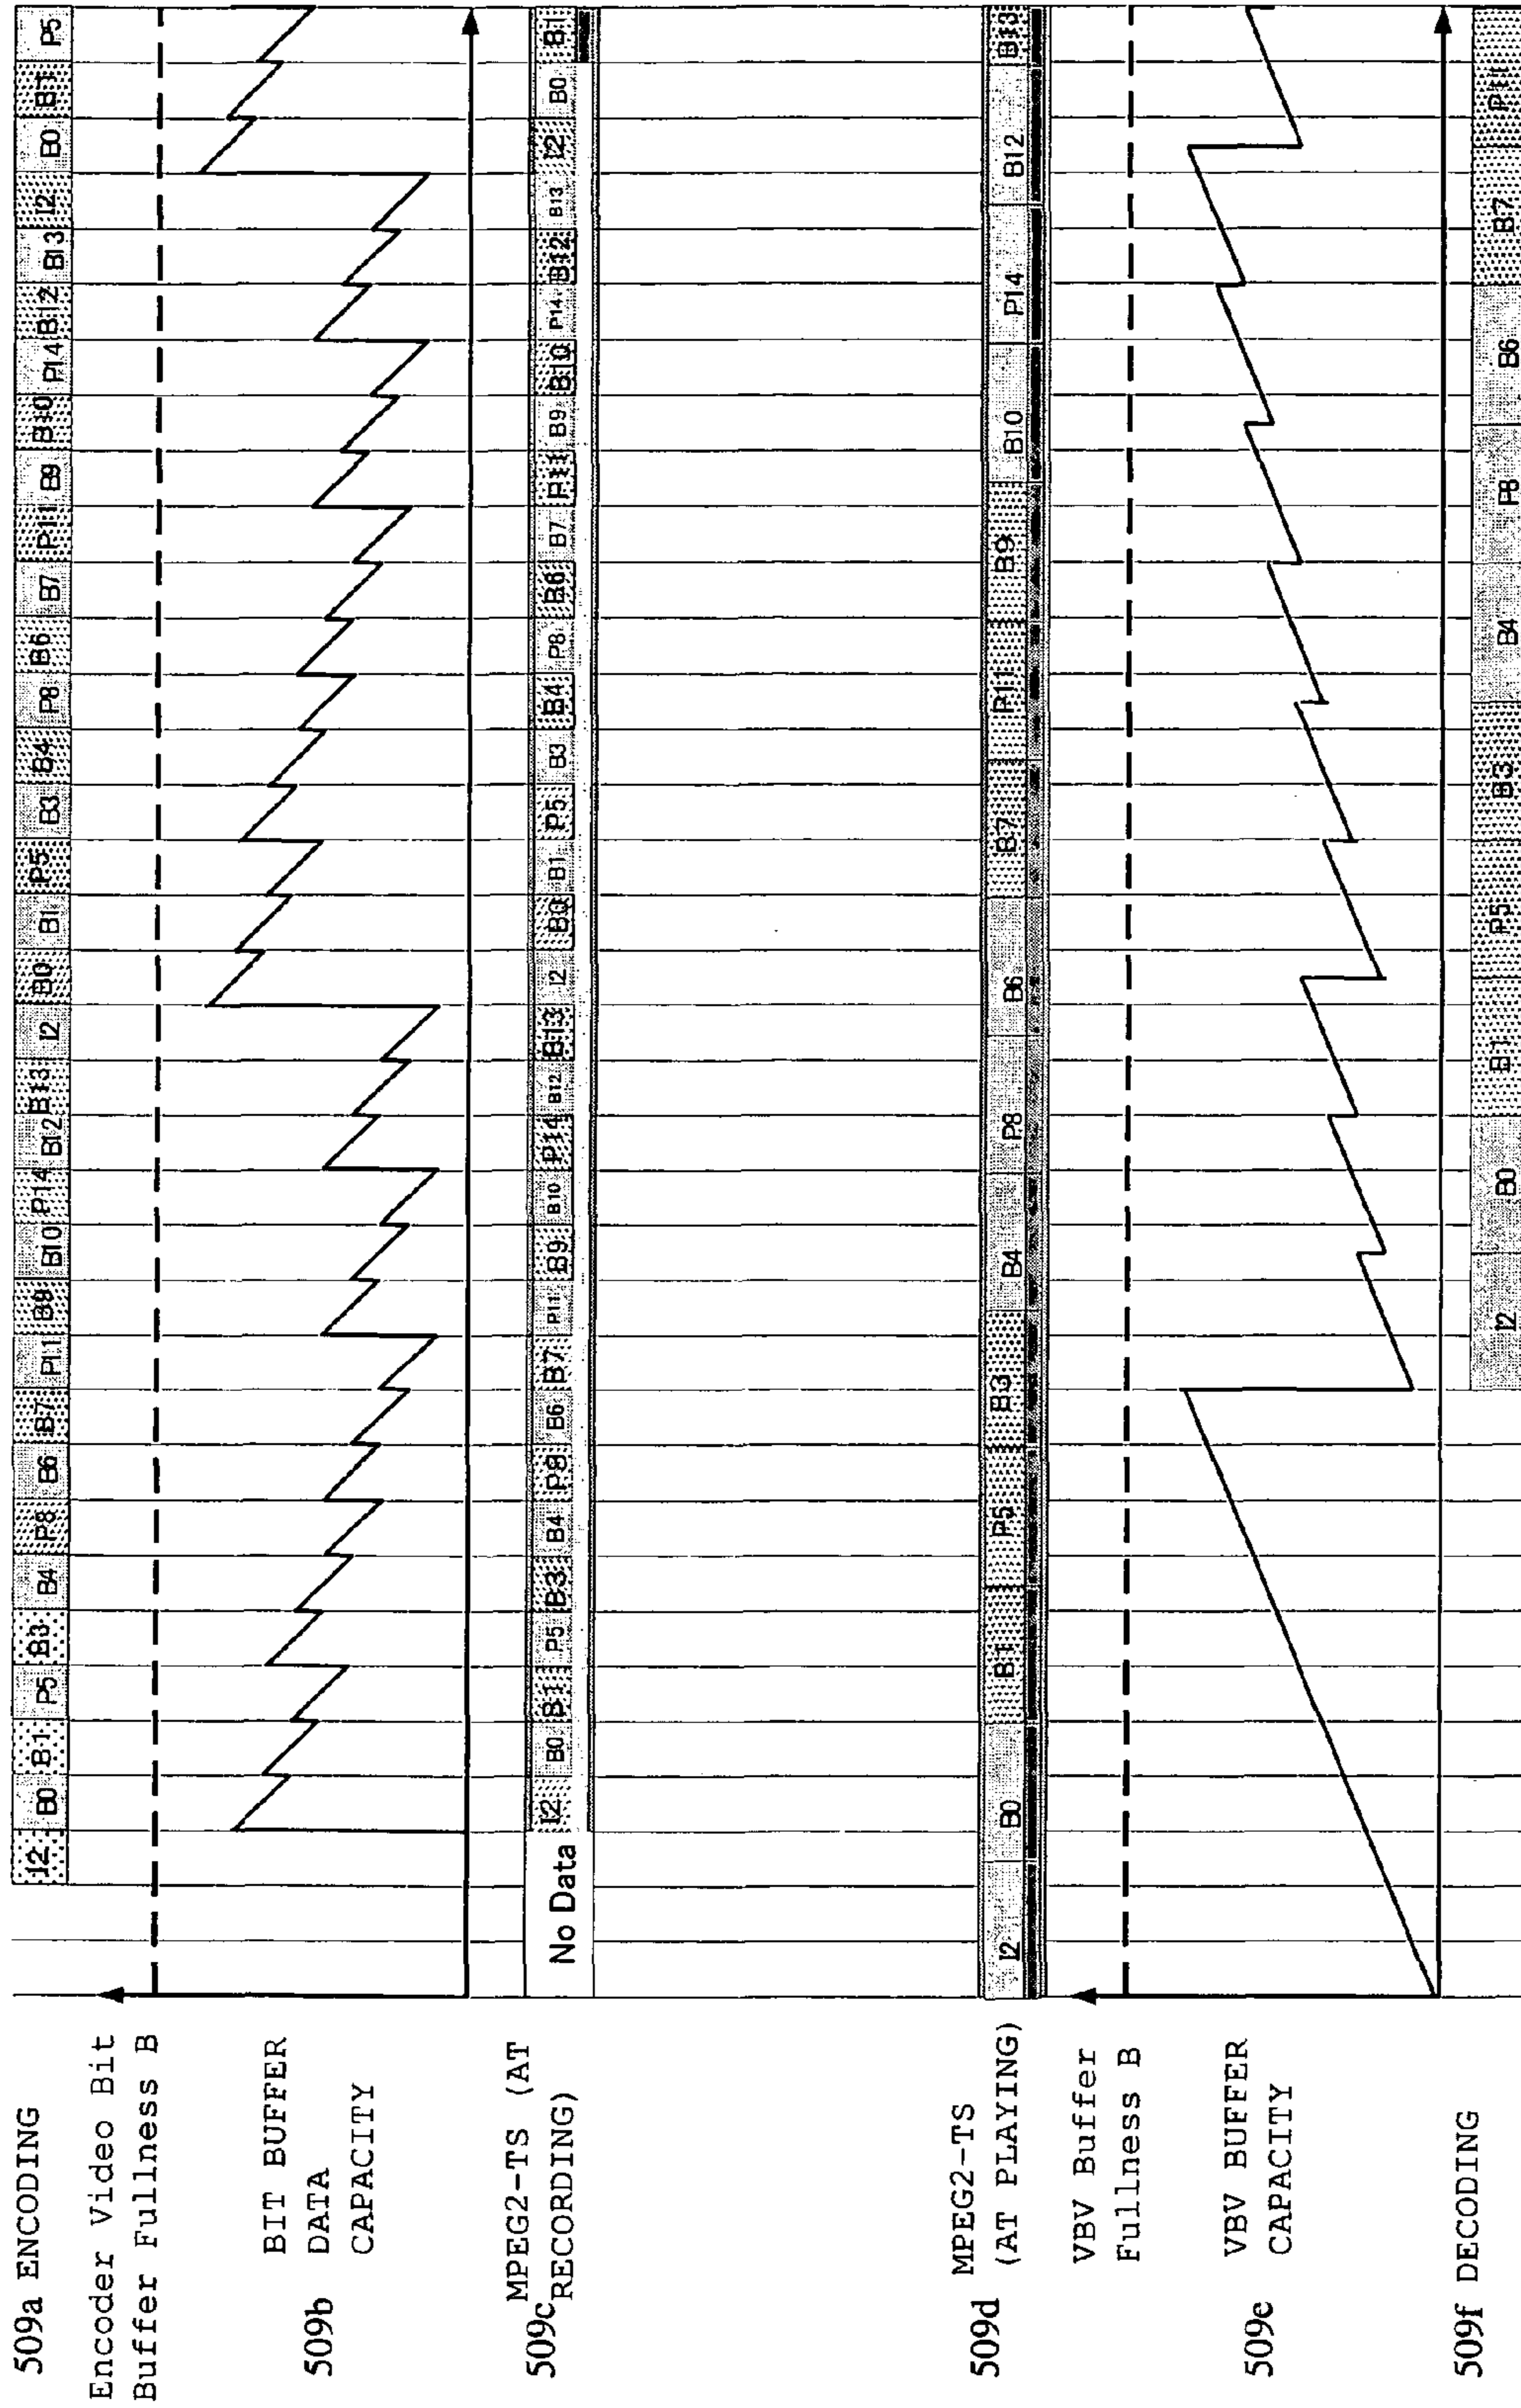 509a ENCODING
I2 B0 B1 P5 B3 B4 P8 B6 B7 P11 B9 B10 P14 B12 B13 I2 B0 B1 P5 B3 B4 P8 B6 B7 P11 B9 B10 P14 B12 B13 I2 B0 B1 P5
Encoder Video Bit
Buffer Fullness B
509b
BIT BUFFER
DATA
CAPACITY
509c
MPEG2-TS (AT
RECORDING)
No Data I2 B0 B1 P5 B3 B4 P8 B6 B7 P11 B9 B10 P14 B12 B13 I2 B0 B1 P5 B3 B4 P8 B6 B7 P11 B9 B10 P14 B12 B13 I2 B0 B1
509d
MPEG2-TS
(AT PLAYING)
I2 B0 B1 P5 B3 B4 P8 B6 B7 P11 B9 B10 P14 B12 B13
VBV Buffer
Fullness B
509e
VBV BUFFER
CAPACITY
509f DECODING
I2 B0 B1 P5 B3 B4 P8 B6 B7 P11